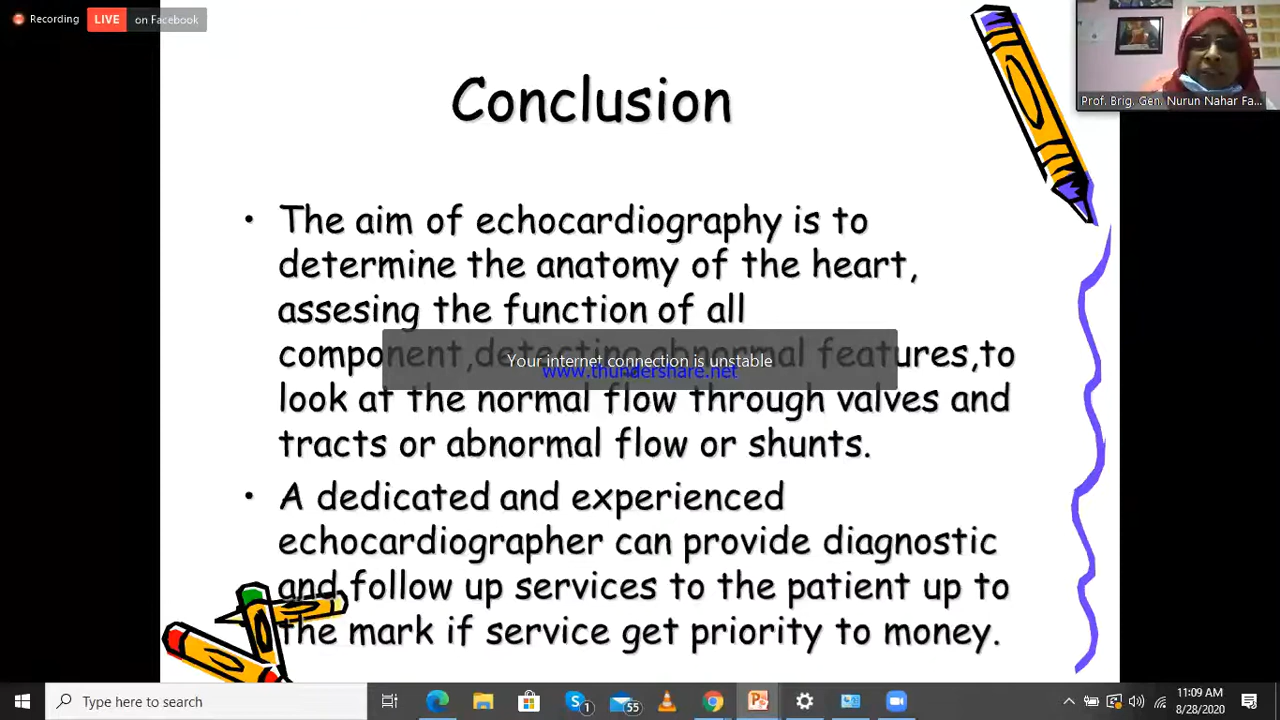 Recording
LIVE on Facebook
Prof. Brig. Gen. Nurun Nahar Fa...
Conclusion
• The aim of echocardiography is to
determine the anatomy of the heart,
assesing the function of all
component,detecting abnormal features,to
Your internet connection is unstable
www.thundershare.net
look at the normal flow through valves and
tracts or abnormal flow or shunts.
• A dedicated and experienced
echocardiographer can provide diagnostic
and follow up services to the patient up to
the mark if service get priority to money.
Type here to search
1
55
11:09 AM
8/28/2020